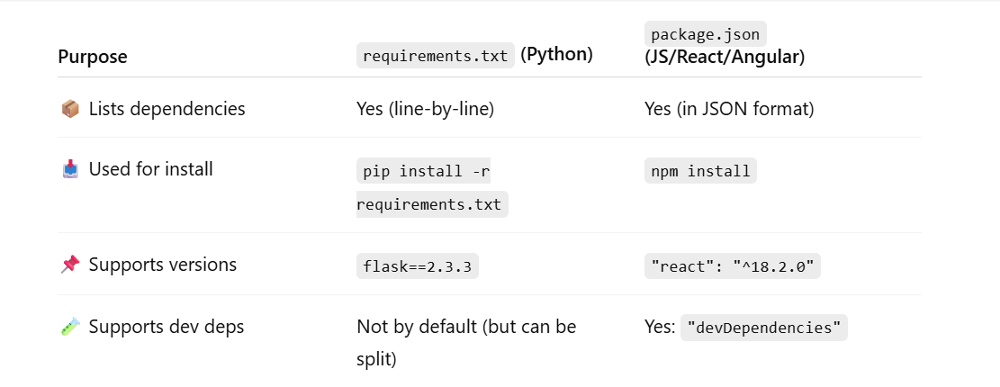 Purpose requirements.txt (Python) package.json
(JS/React/Angular)
Lists dependencies Yes (line-by-line) Yes (in JSON format)
Used for install pip install -r npm install
requirements.txt
Supports versions flask==2.3.3 "react": "^18.2.0"
Supports dev deps Not by default (but can be Yes: "devDependencies"
split)